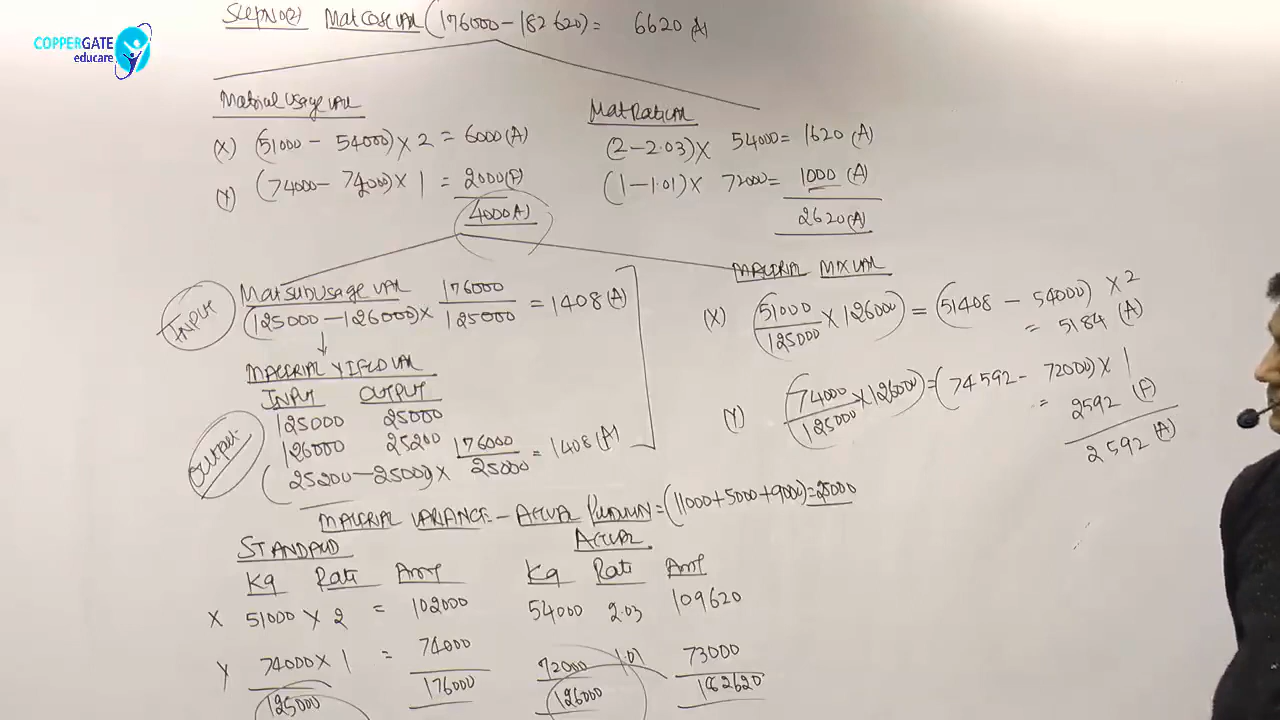 COPPERGATE
educare
Mat Cost VAR (176000 - 182620) = 6620 (A)
Material Usage VAR
(X) (51000 - 54000) X 2 = 6000 (A)
(Y) (74000 - 72000) X 1 = 2000 (F)
4000 (A)
Mat Rate VAR
(2 - 2.03) X 54000 = 1620 (A)
(1 - 1.01) X 72000 = 1000 (A)
2620 (A)
INPUT
Mat SubUsage VAR
(125000 - 126000) X 176000/125000 = 1408 (A)
MATERIAL YIELD VAR
INPUT OUTPUT
125000 25000
126000 25200
OUTPUT
(25200 - 25000) X 176000/25000 = 1408 (A)
MATERIAL MIX VAR
(X) (51000/125000 X 126000) = (51408 - 54000) X 2
= 5184 (A)
(Y) (74000/125000 X 126000) = (74592 - 72000) X 1
= 2592 (F)
2592 (A)
MATERIAL VARIANCE - ACTUAL = (11000 + 5000 + 9000) = 25000
STANDARD ACTUAL
Kg Rate Amt Kg Rate Amt
X 51000 X 2 = 102000 54000 2.03 109620
Y 74000 X 1 = 74000 72000 1.01 73000
125000 176000 126000 182620